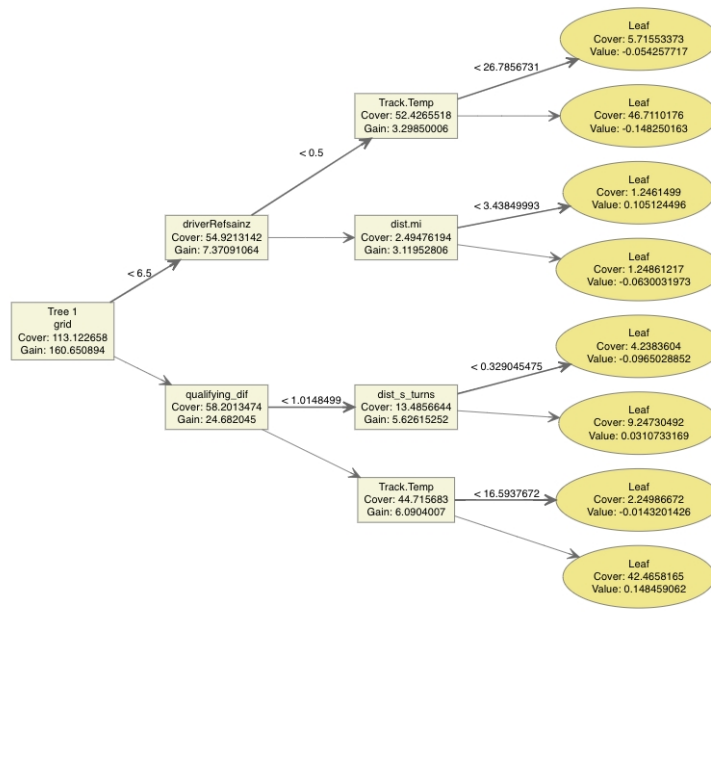 Leaf
Cover: 5.71553373
Value: -0.054257717
< 26.7856731
Track.Temp
Cover: 52.4265518
Gain: 3.29850006
Leaf
Cover: 46.7110176
Value: -0.148250163
< 0.5
Leaf
Cover: 1.2461499
Value: 0.105124496
< 3.43849993
driverRefsainz
Cover: 54.9213142
Gain: 7.37091064
dist.mi
Cover: 2.49476194
Gain: 3.11952806
Leaf
Cover: 1.24861217
Value: -0.0630031973
< 6.5
Tree 1
grid
Cover: 113.122658
Gain: 160.650894
Leaf
Cover: 4.2383604
Value: -0.0965028852
< 0.329045475
qualifying_dif
Cover: 58.2013474
Gain: 24.682045
< 1.0148499
dist_s_turns
Cover: 13.4856644
Gain: 5.62615252
Leaf
Cover: 9.24730492
Value: 0.0310733169
Track.Temp
Cover: 44.715683
Gain: 6.0904007
< 16.5937672
Leaf
Cover: 2.24986672
Value: -0.0143201426
Leaf
Cover: 42.4658165
Value: 0.148459062